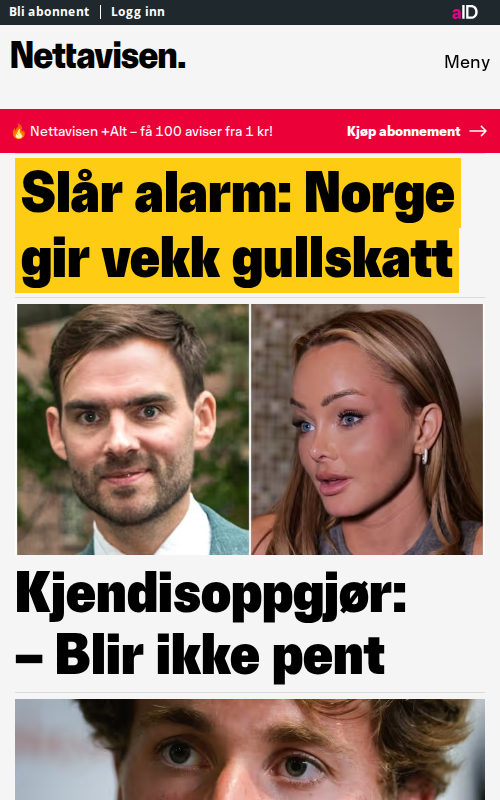 Bli abonnent
Logg inn
aID
Nettavisen.
Meny
🔥 Nettavisen +Alt – få 100 aviser fra 1 kr!
Kjøp abonnement →
Slår alarm: Norge
gir vekk gullskatt
Kjendisoppgjør:
– Blir ikke pent